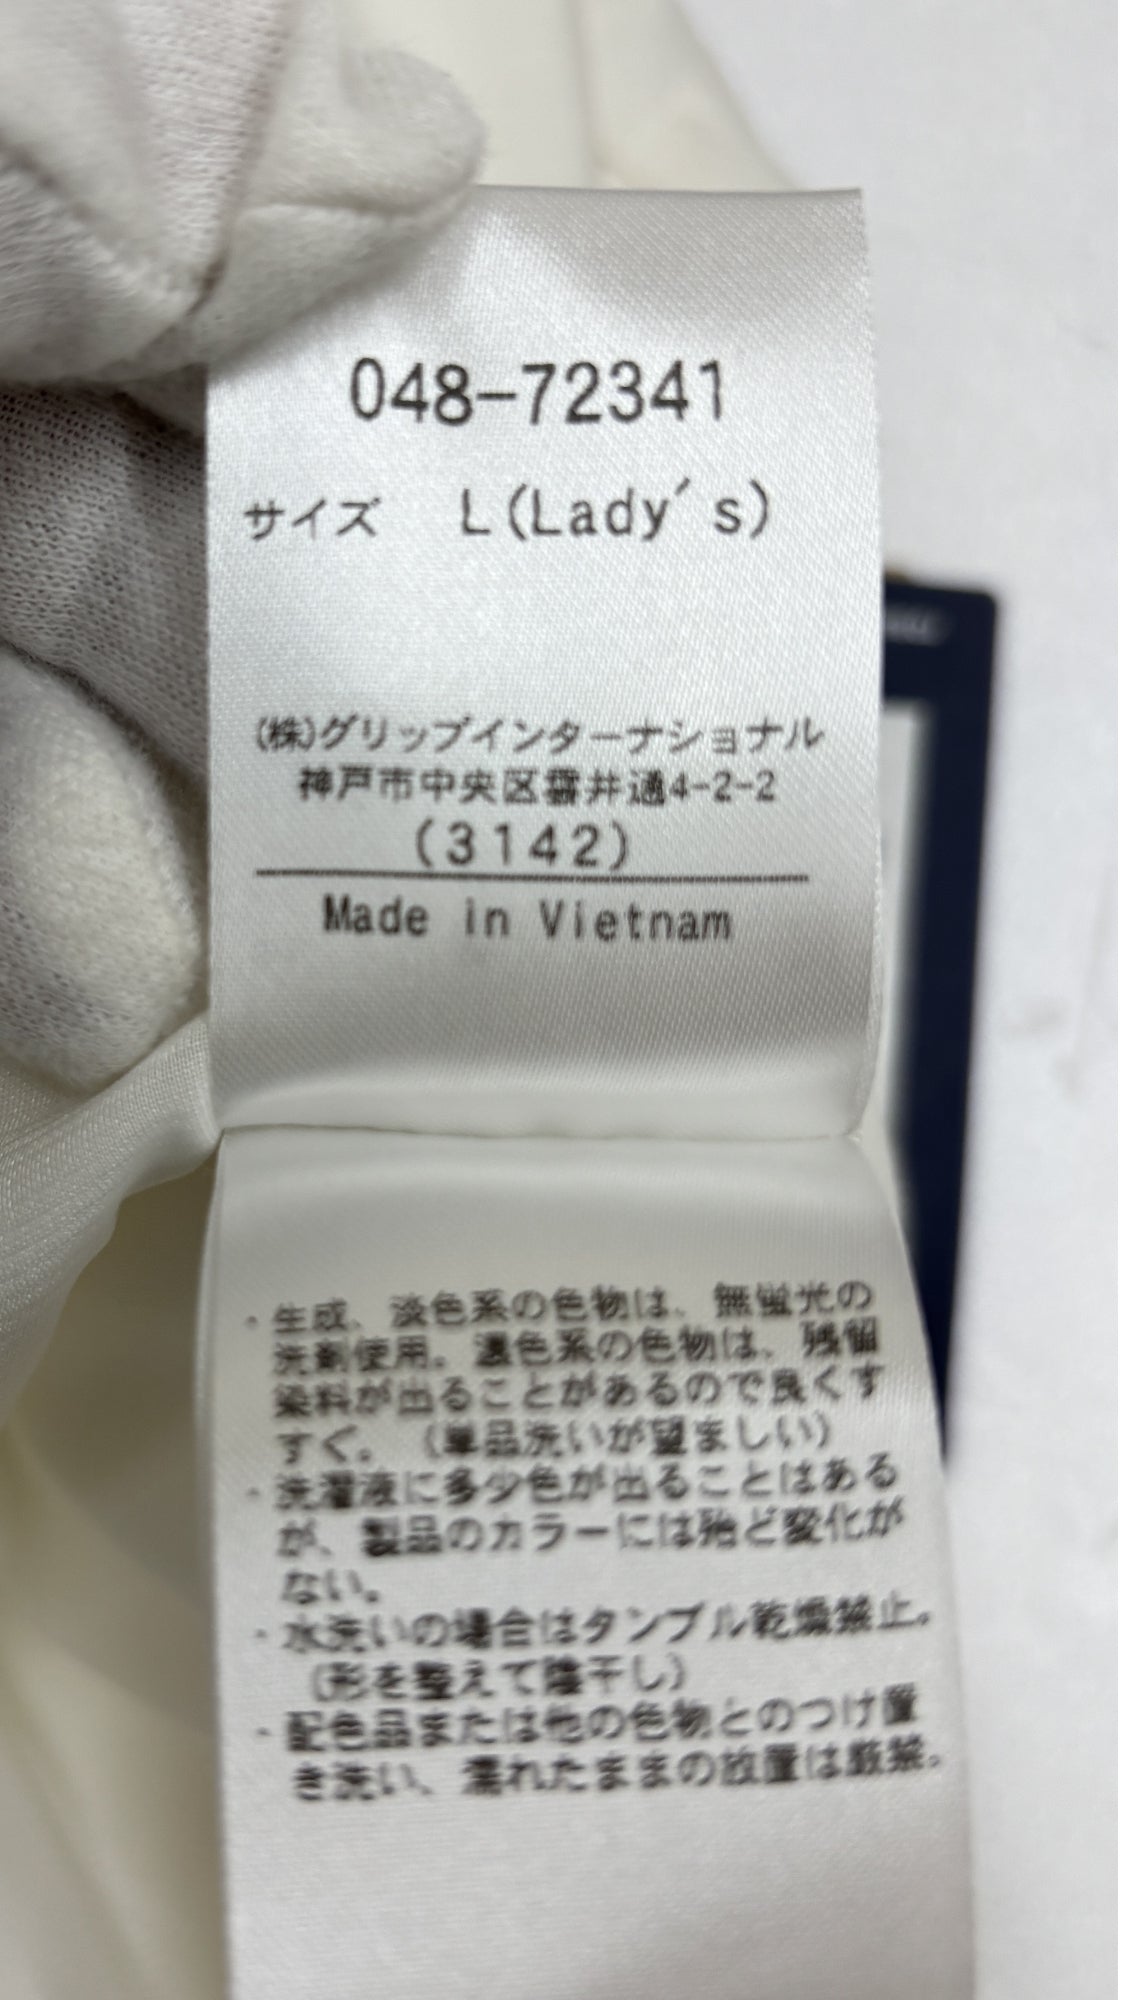 048-72341
サイズ L(Lady's)
(株)グリップインターナショナル
神戸市中央区雲井通4-2-2
(3142)
Made in Vietnam
・生成、淡色系の色物は、無蛍光の
洗剤使用。濃色系の色物は、残留
染料が出ることがあるので良くす
すぐ。(単品洗いが望ましい)
・洗濯液に多少色が出ることはある
が、製品のカラーには殆ど変化が
ない。
・水洗いの場合はタンブル乾燥禁止。
(形を整えて陰干し)
・配色品または他の色物とのつけ置
き洗い、濡れたままの放置は厳禁。